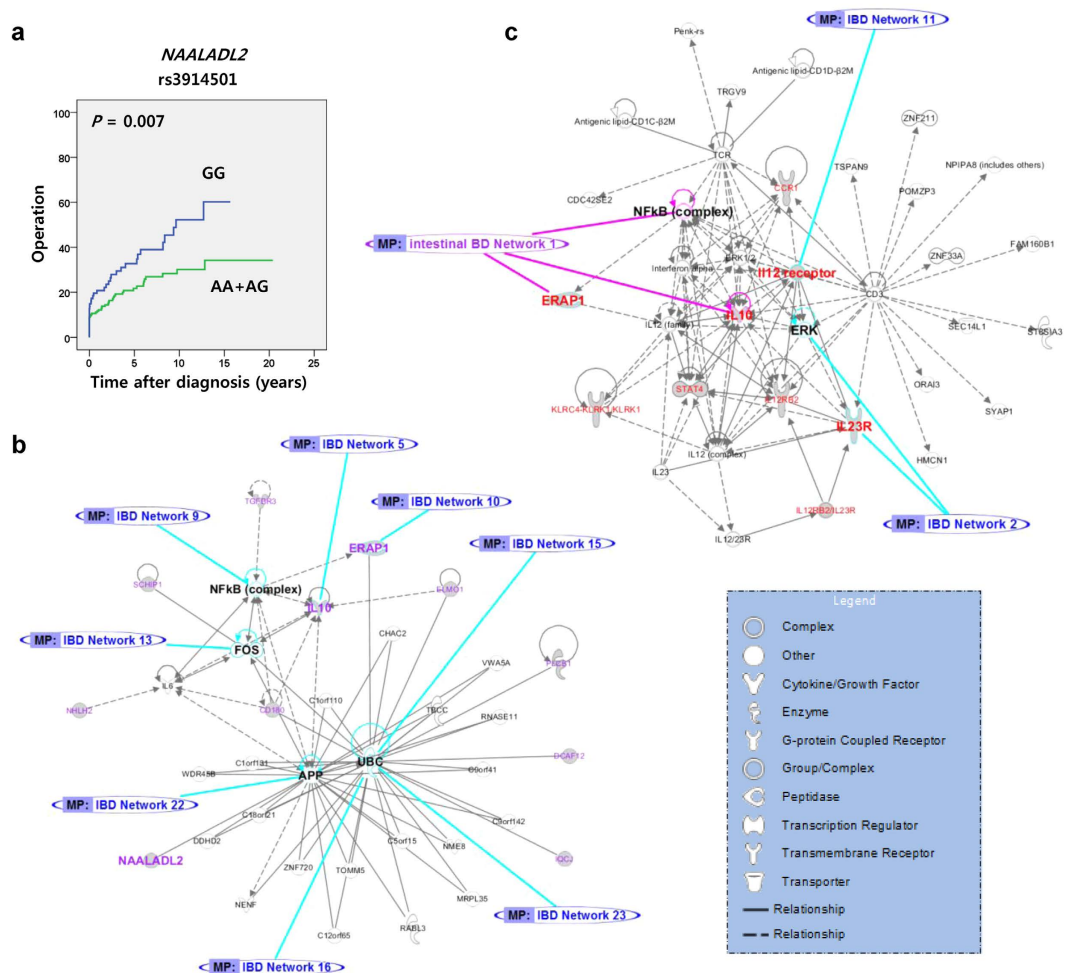 a
NAALADL2
rs3914501
P = 0.007
GG
AA+AG
Operation
100
80
60
40
20
0
0 5 10 15 20 25
Time after diagnosis (years)
b
MP: IBD Network 5
MP: IBD Network 9
MP: IBD Network 10
MP: IBD Network 15
TGFBR3
ERAP1
SCHIP1
NFkB (complex)
IL10
ELMO1
MP: IBD Network 13
FOS
CHAC2
PLCB1
IL6
VWA5A
NHLH2
CD180
C1orf110
TBCC
RNASE11
C1orf131
UBC
DCAF12
WDR45B
APP
C9orf41
MP: IBD Network 22
C18orf21
C9orf142
DDHD2
C5orf15
NME8
NAALADL2
IQCJ
ZNF720
TOMM5
NENF
MRPL35
MP: IBD Network 23
C12orf65
RABL3
MP: IBD Network 16
c
MP: IBD Network 11
Penk-rs
Antigenic lipid-CD1D-β2M
TRGV9
Antigenic lipid-CD1C-β2M
ZNF211
TCR
TSPAN9
NPIPA8 (includes others)
CCR1
CDC42SE2
POMZP3
NFkB (complex)
MP: intestinal BD Network 1
FAM160B1
ERK1/2
ZNF33A
Interferon alpha
Il12 receptor
ERAP1
CD3
IL10
IL12 (family)
ERK
SEC14L1
ST6SIA3
STAT4
ORAI3
KLRC4-KLRK1/KLRK1
IL12RB2
SYAP1
IL23R
IL12 (complex)
HMCN1
IL23
IL12RB2/IL23R
MP: IBD Network 2
IL12/23R
Legend
Complex
Other
Cytokine/Growth Factor
Enzyme
G-protein Coupled Receptor
Group/Complex
Peptidase
Transcription Regulator
Transmembrane Receptor
Transporter
Relationship
Relationship